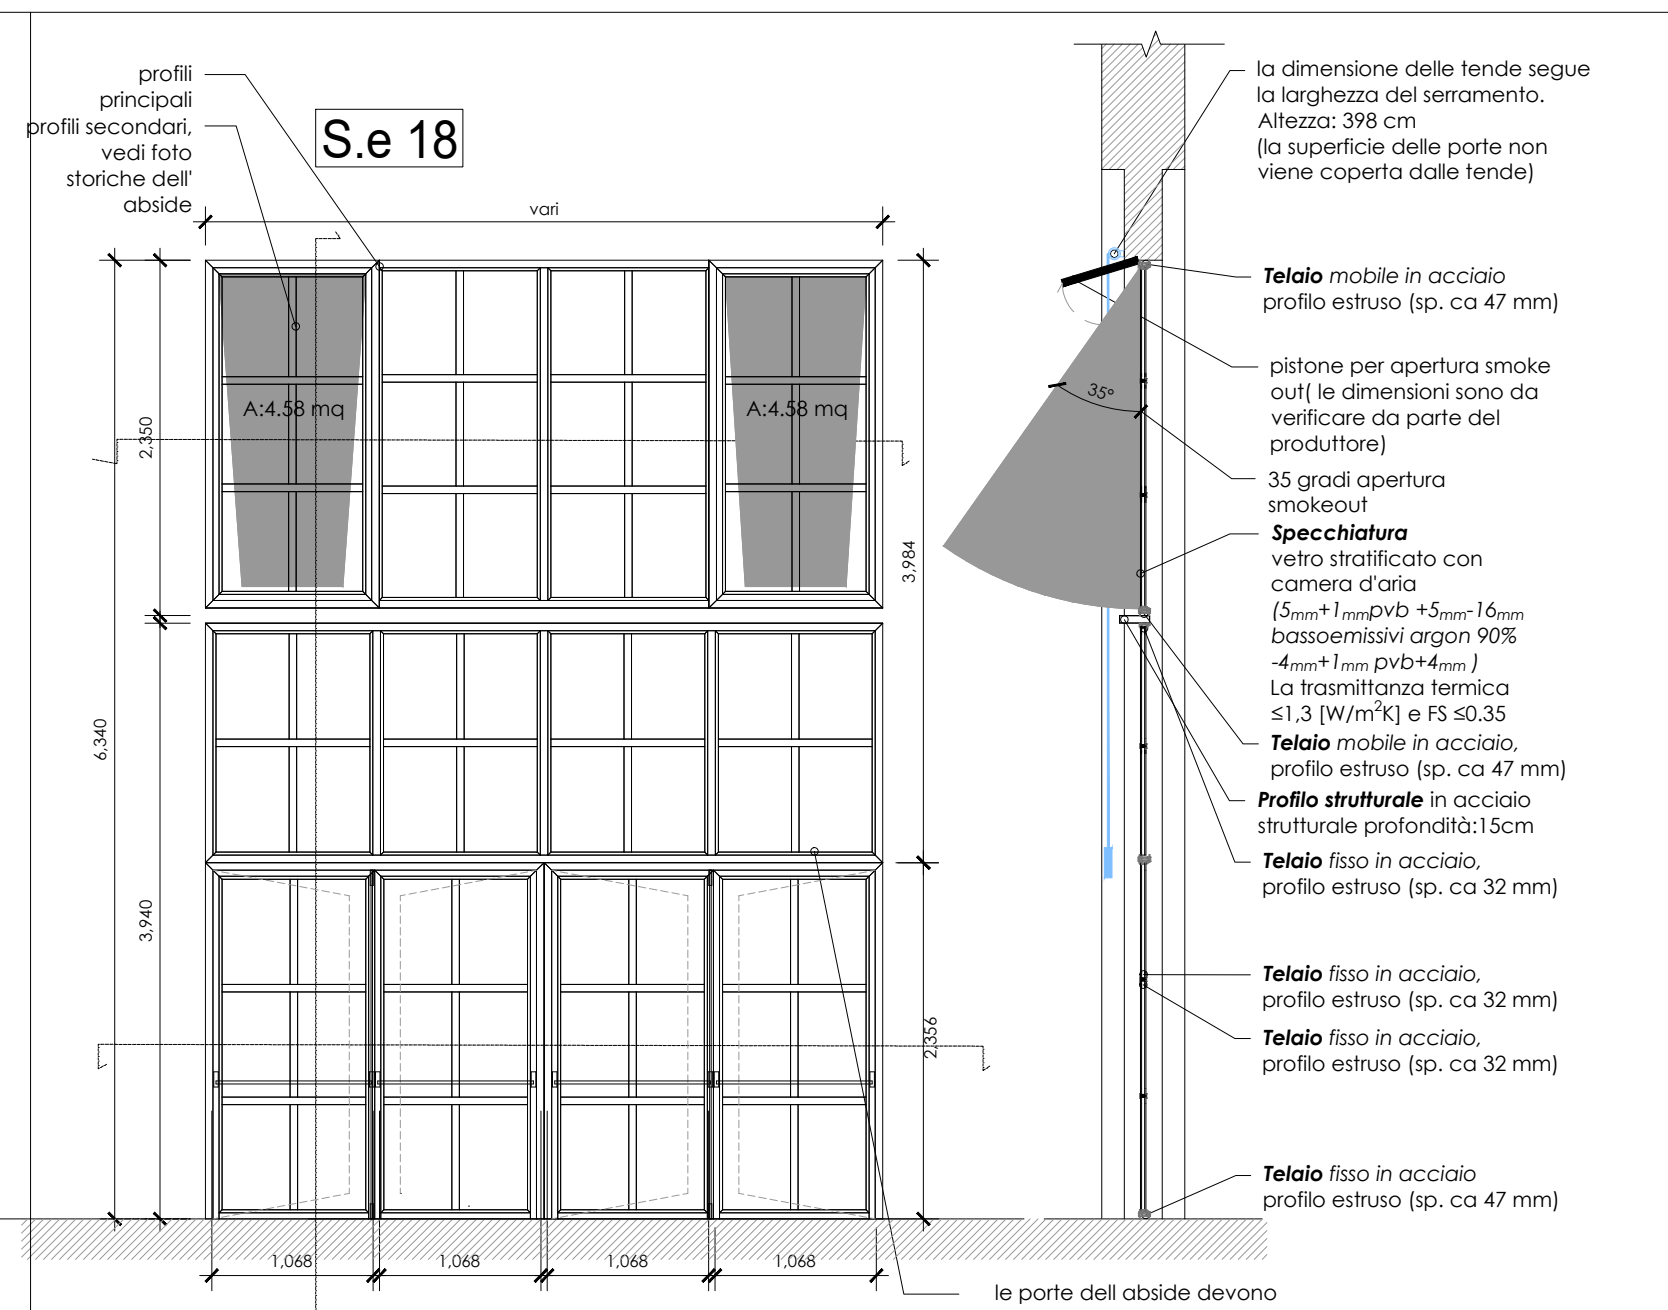 profili
principali
profili secondari,
vedi foto
storiche dell'
abside
S.e 18
vari
A:4.58 mq
A:4.58 mq
2,350
3,984
6,340
3,940
2,356
1,068
1,068
1,068
1,068
35°
la dimensione delle tende segue
la larghezza del serramento.
Altezza: 398 cm
(la superficie delle porte non
viene coperta dalle tende)
Telaio mobile in acciaio
profilo estruso (sp. ca 47 mm)
pistone per apertura smoke
out( le dimensioni sono da
verificare da parte del
produttore)
35 gradi apertura
smokeout
Specchiatura
vetro stratificato con
camera d'aria
(5mm+1mmpvb +5mm-16mm
bassoemissivi argon 90%
-4mm+1mm pvb+4mm )
La trasmittanza termica
≤1,3 [W/m²K] e FS ≤0.35
Telaio mobile in acciaio,
profilo estruso (sp. ca 47 mm)
Profilo strutturale in acciaio
strutturale profondità:15cm
Telaio fisso in acciaio,
profilo estruso (sp. ca 32 mm)
Telaio fisso in acciaio,
profilo estruso (sp. ca 32 mm)
Telaio fisso in acciaio,
profilo estruso (sp. ca 32 mm)
Telaio fisso in acciaio
profilo estruso (sp. ca 47 mm)
le porte dell abside devono